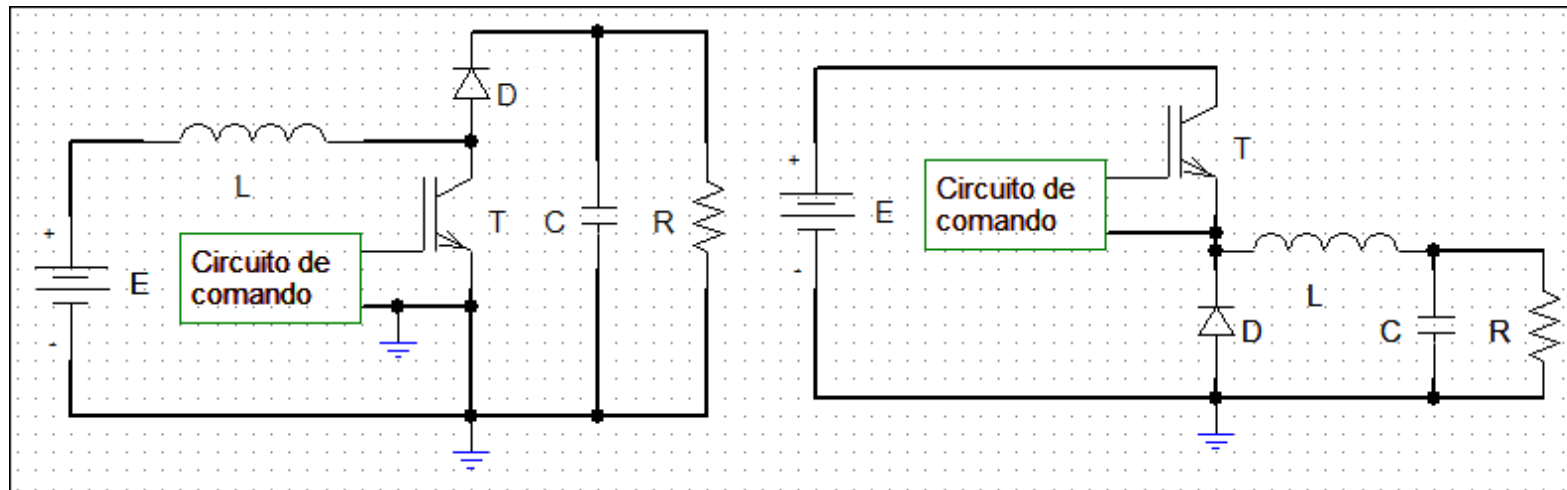 D
L
T
C
R
+
E
-
Circuito de
comando
T
+
E
-
Circuito de
comando
L
D
C
R